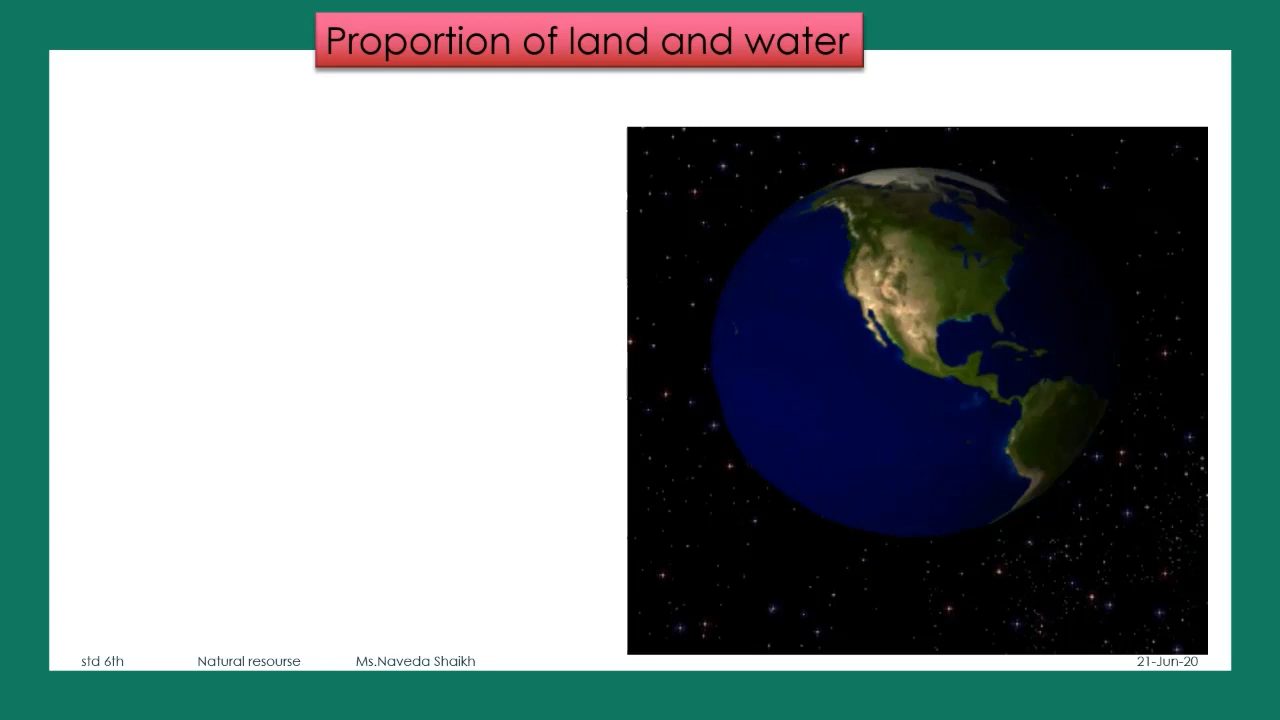 Proportion of land and water
std 6th Natural resourse Ms.Naveda Shaikh 21-Jun-20